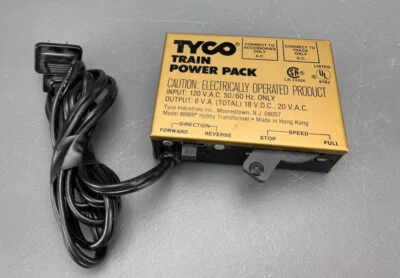 TYCO
TRAIN
POWER PACK
CONNECT TO
ACCESSORIES
ONLY
A.C.
CONNECT TO
TRACK
ONLY
D.C.
LISTED
UL
CAUTION: ELECTRICALLY OPERATED PRODUCT
INPUT: 120 V.A.C. 50/60 Hz. ONLY
OUTPUT: 6 V.A. (TOTAL) 18 V.D.C., 20 V.A.C.
Tyco Industries Inc., Moorestown, N.J. 08057
Hobby Transformer • Made in Hong Kong
DIRECTION
FORWARD REVERSE
SPEED
STOP FULL